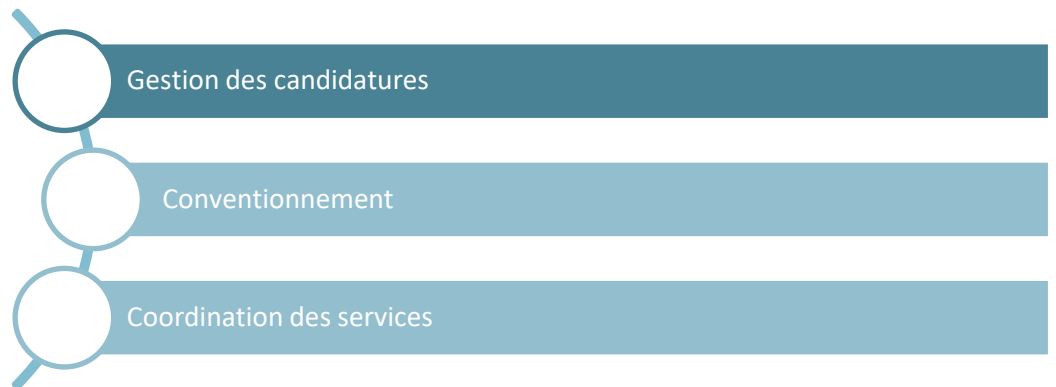 Gestion des candidatures
Conventionnement
Coordination des services